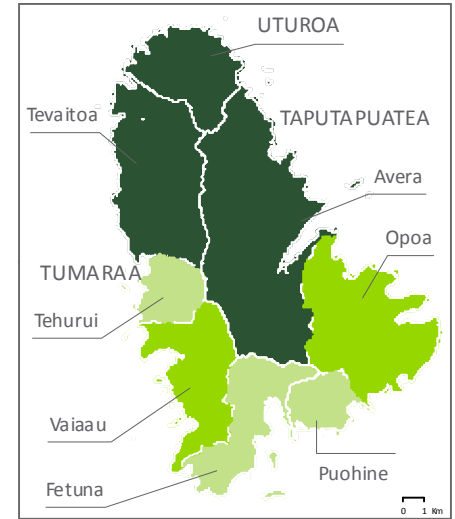 UTUROA
Tevaitoa
TAPUTAPUATEA
Avera
Opoa
TUMARAA
Tehurui
Vaiaau
Puohine
Fetuna
0 1 Km